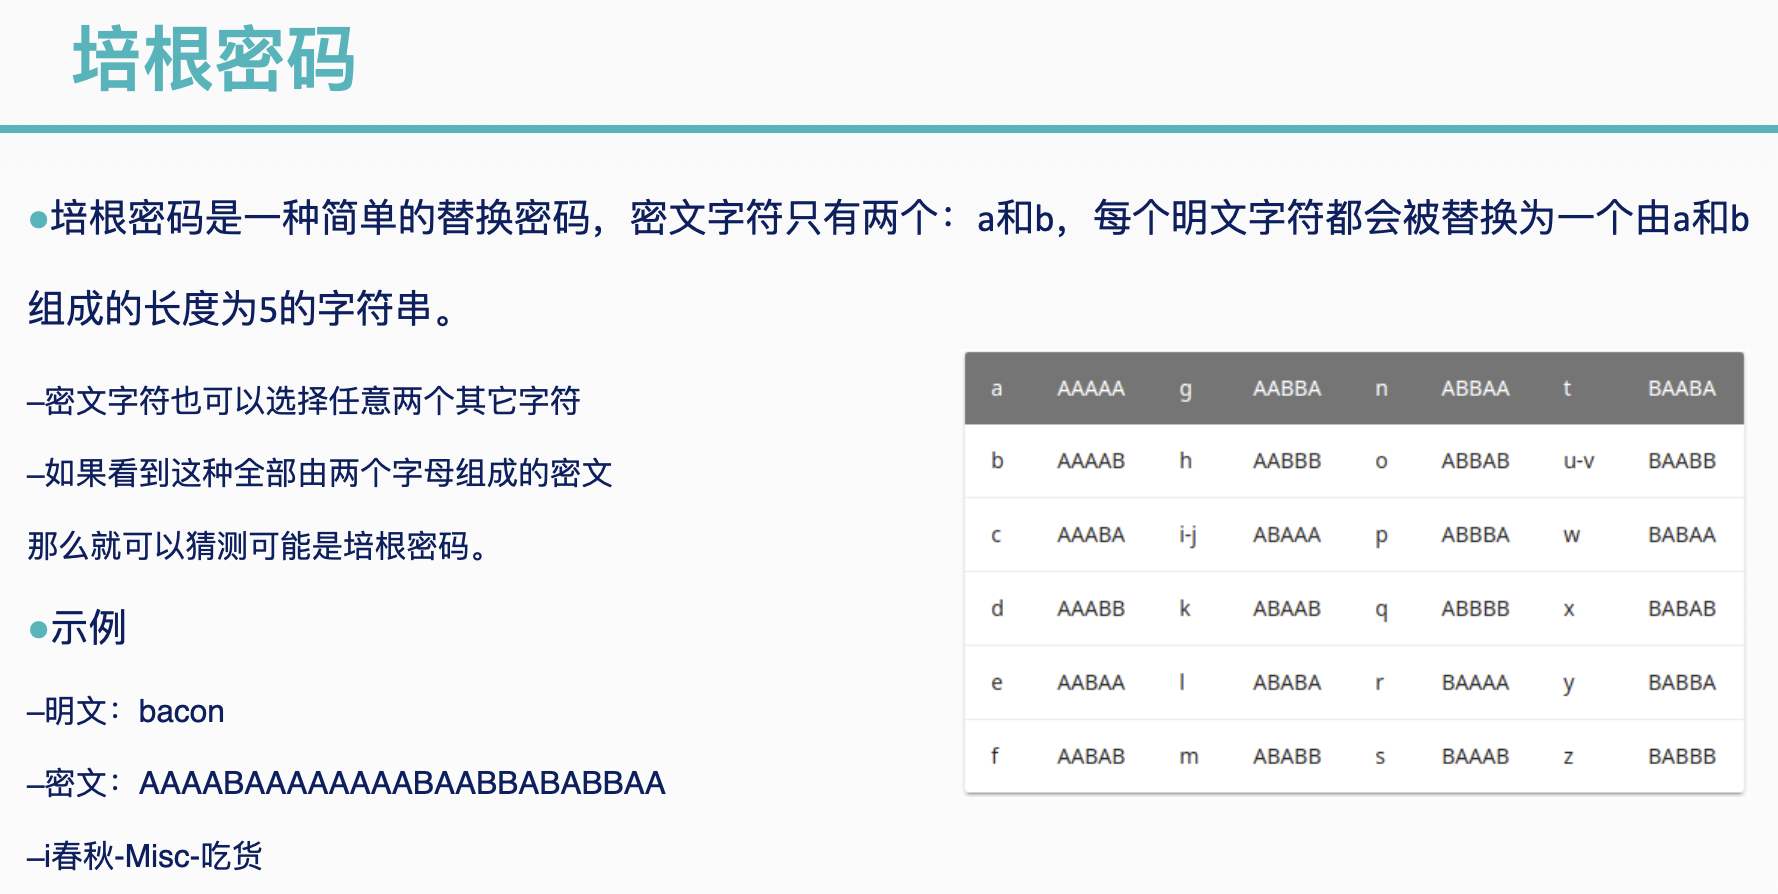 培根密码
●培根密码是一种简单的替换密码，密文字符只有两个：a和b，每个明文字符都会被替换为一个由a和b
组成的长度为5的字符串。
–密文字符也可以选择任意两个其它字符
–如果看到这种全部由两个字母组成的密文
那么就可以猜测可能是培根密码。
●示例
–明文：bacon
–密文：AAAABAAAAAAAABAABBABABBAA
–i春秋-Misc-吃货
a AAAAA g AABBA n ABBAA t BAABA
b AAAAB h AABBB o ABBAB u-v BAABB
c AAABA i-j ABAAA p ABBBA w BABAA
d AAABB k ABAAB q ABBBB x BABAB
e AABAA l ABABA r BAAAA y BABBA
f AABAB m ABABB s BAAAB z BABBB